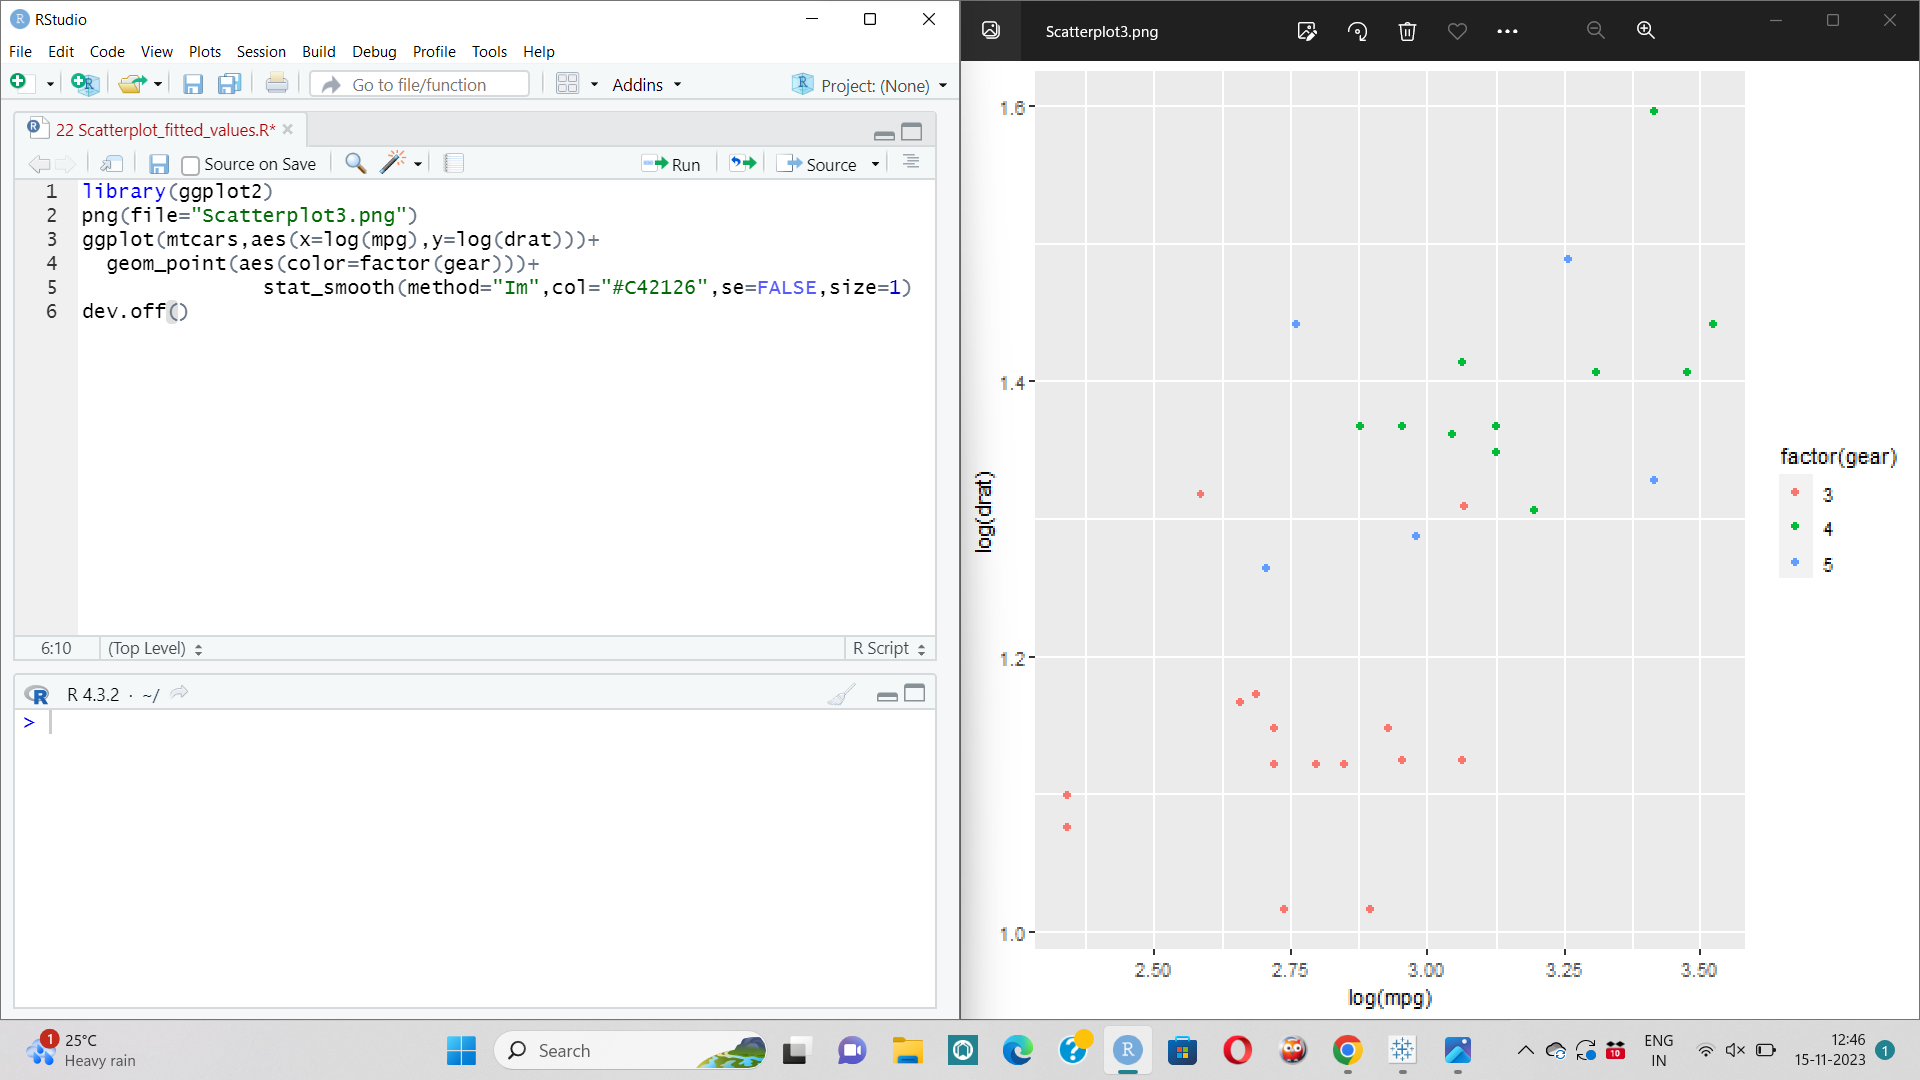 RStudio
File Edit Code View Plots Session Build Debug Profile Tools Help
Go to file/function Addins Project: (None)
22 Scatterplot_fitted_values.R*
Source on Save Run Source
1 library(ggplot2)
2 png(file="Scatterplot3.png")
3 ggplot(mtcars,aes(x=log(mpg),y=log(drat)))+
4 geom_point(aes(color=factor(gear)))+
5 stat_smooth(method="Im",col="#C42126",se=FALSE,size=1)
6 dev.off()
6:10 (Top Level) R Script
R 4.3.2 · ~/
>
Scatterplot3.png
1.6
1.4
1.2
1.0
log(drat)
2.50 2.75 3.00 3.25 3.50
log(mpg)
factor(gear)
3
4
5
1 25°C
Heavy rain
Search
10
ENG
IN
12:46
15-11-2023
1